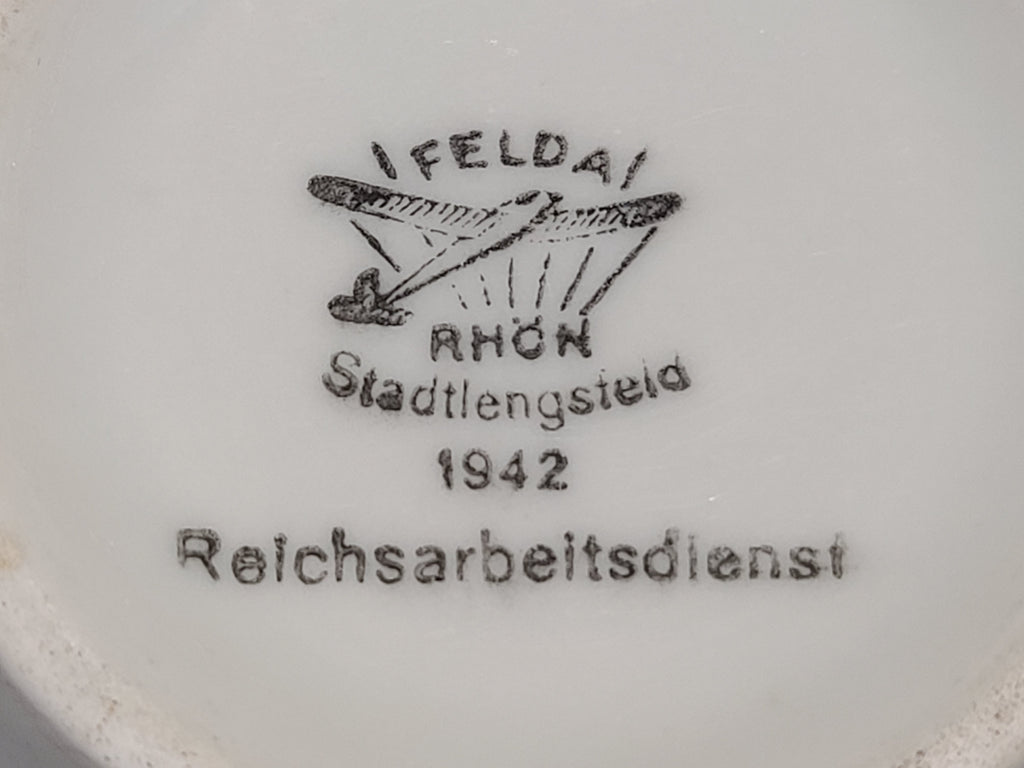 FELDA
RHÖN
Stadtlengsfeld
1942
Reichsarbeitsdienst